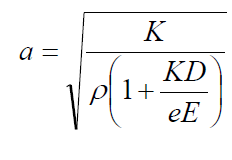 a = √(K / (ρ(1 + KD / eE)))